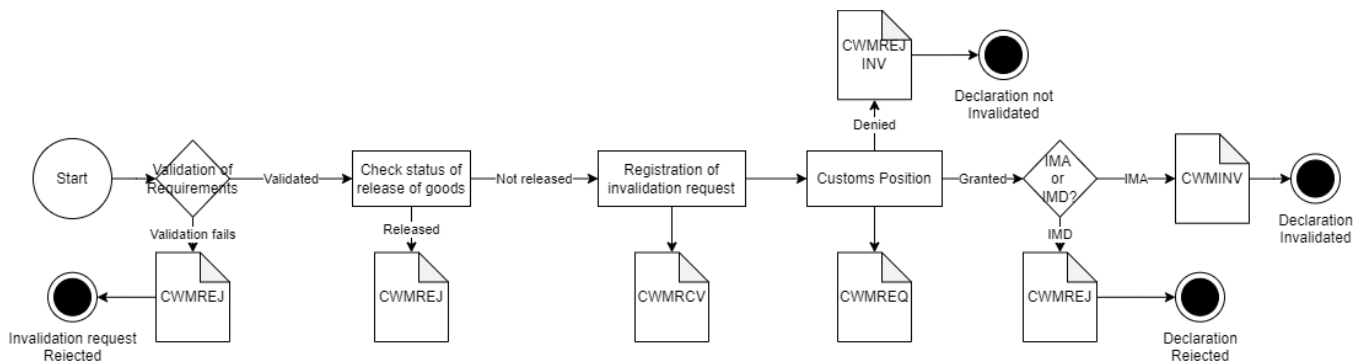 CWMREJ
INV
Declaration not
Invalidated
Denied
Start
Validation of
Requirements
Validated
Check status of
release of goods
Not released
Registration of
invalidation request
Customs Position
Granted
IMA
or
IMD?
IMA
CWMINV
Declaration
Invalidated
Validation fails
Released
IMD
CWMREJ
CWMREJ
CWMRCV
CWMREQ
CWMREJ
Invalidation request
Rejected
Declaration
Rejected